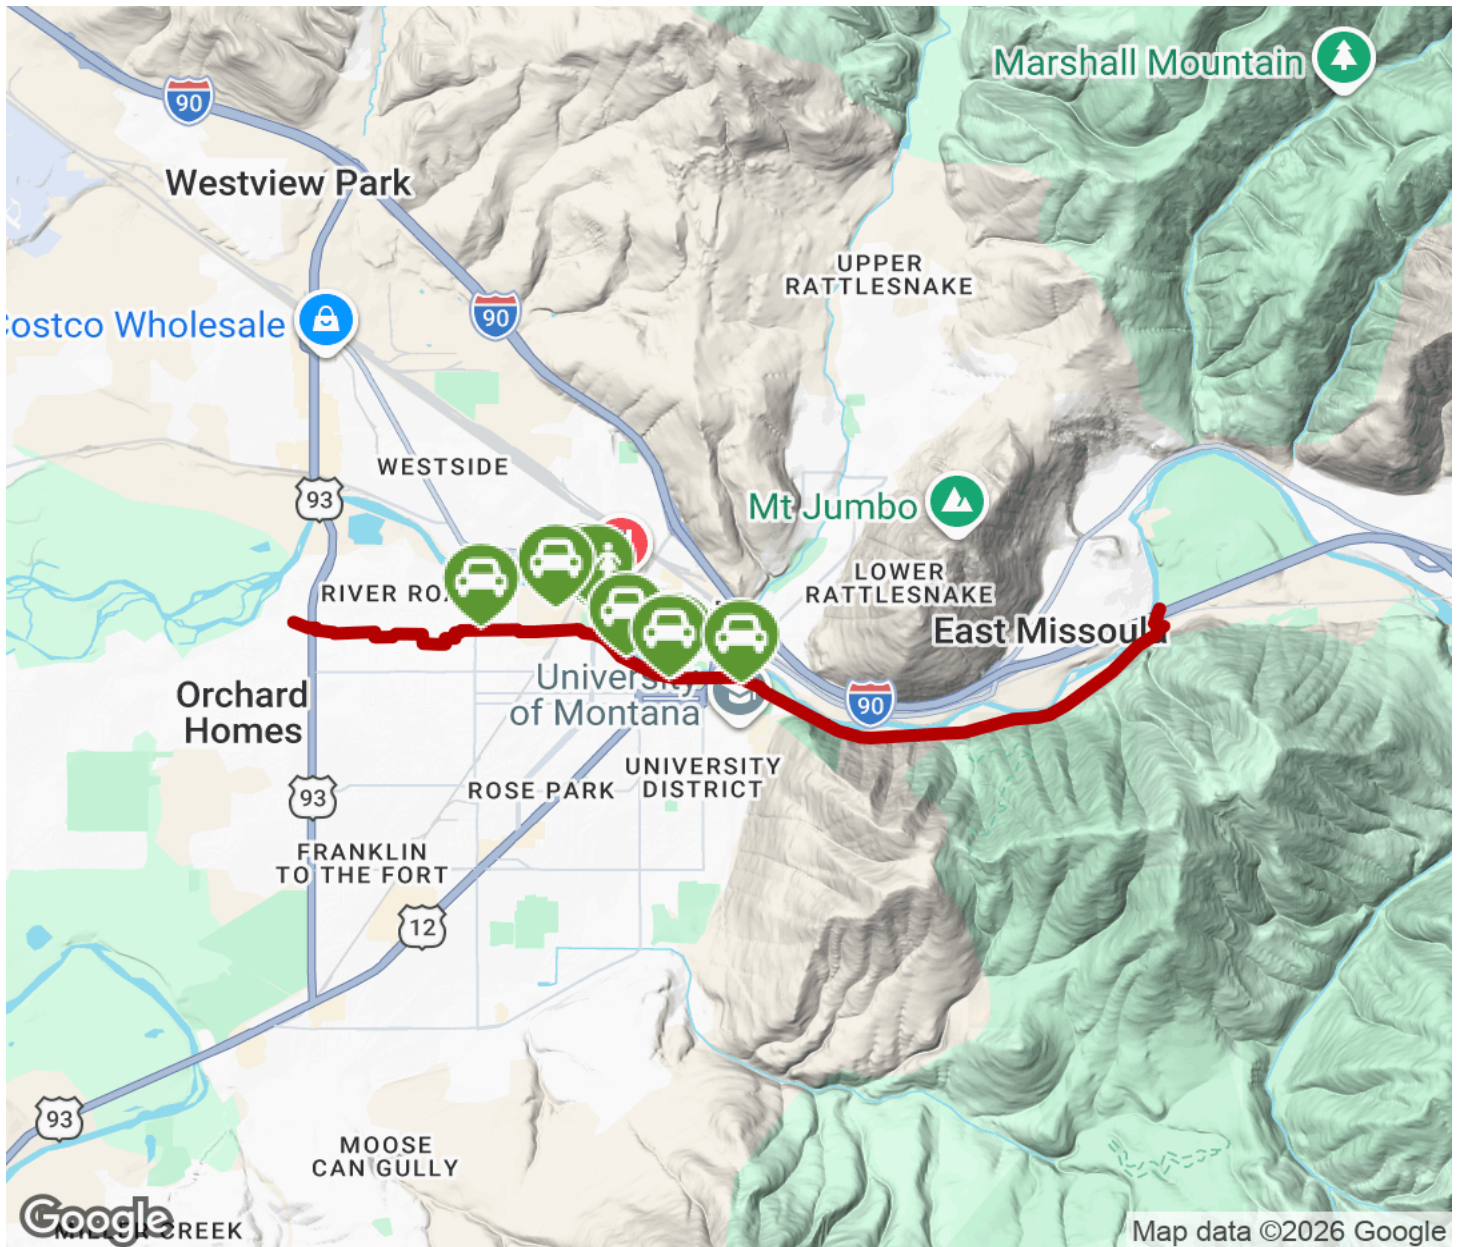 Marshall Mountain
90
Westview Park
UPPER
RATTLESNAKE
90
Costco Wholesale
WESTSIDE
93
Mt Jumbo
LOWER
RATTLESNAKE
RIVER RO
East Missoula
University
of Montana
Orchard
Homes
90
UNIVERSITY
DISTRICT
ROSE PARK
93
FRANKLIN
TO THE FORT
12
93
MOOSE
CAN GULLY
Google
MILLER CREEK
Map data ©2026 Google